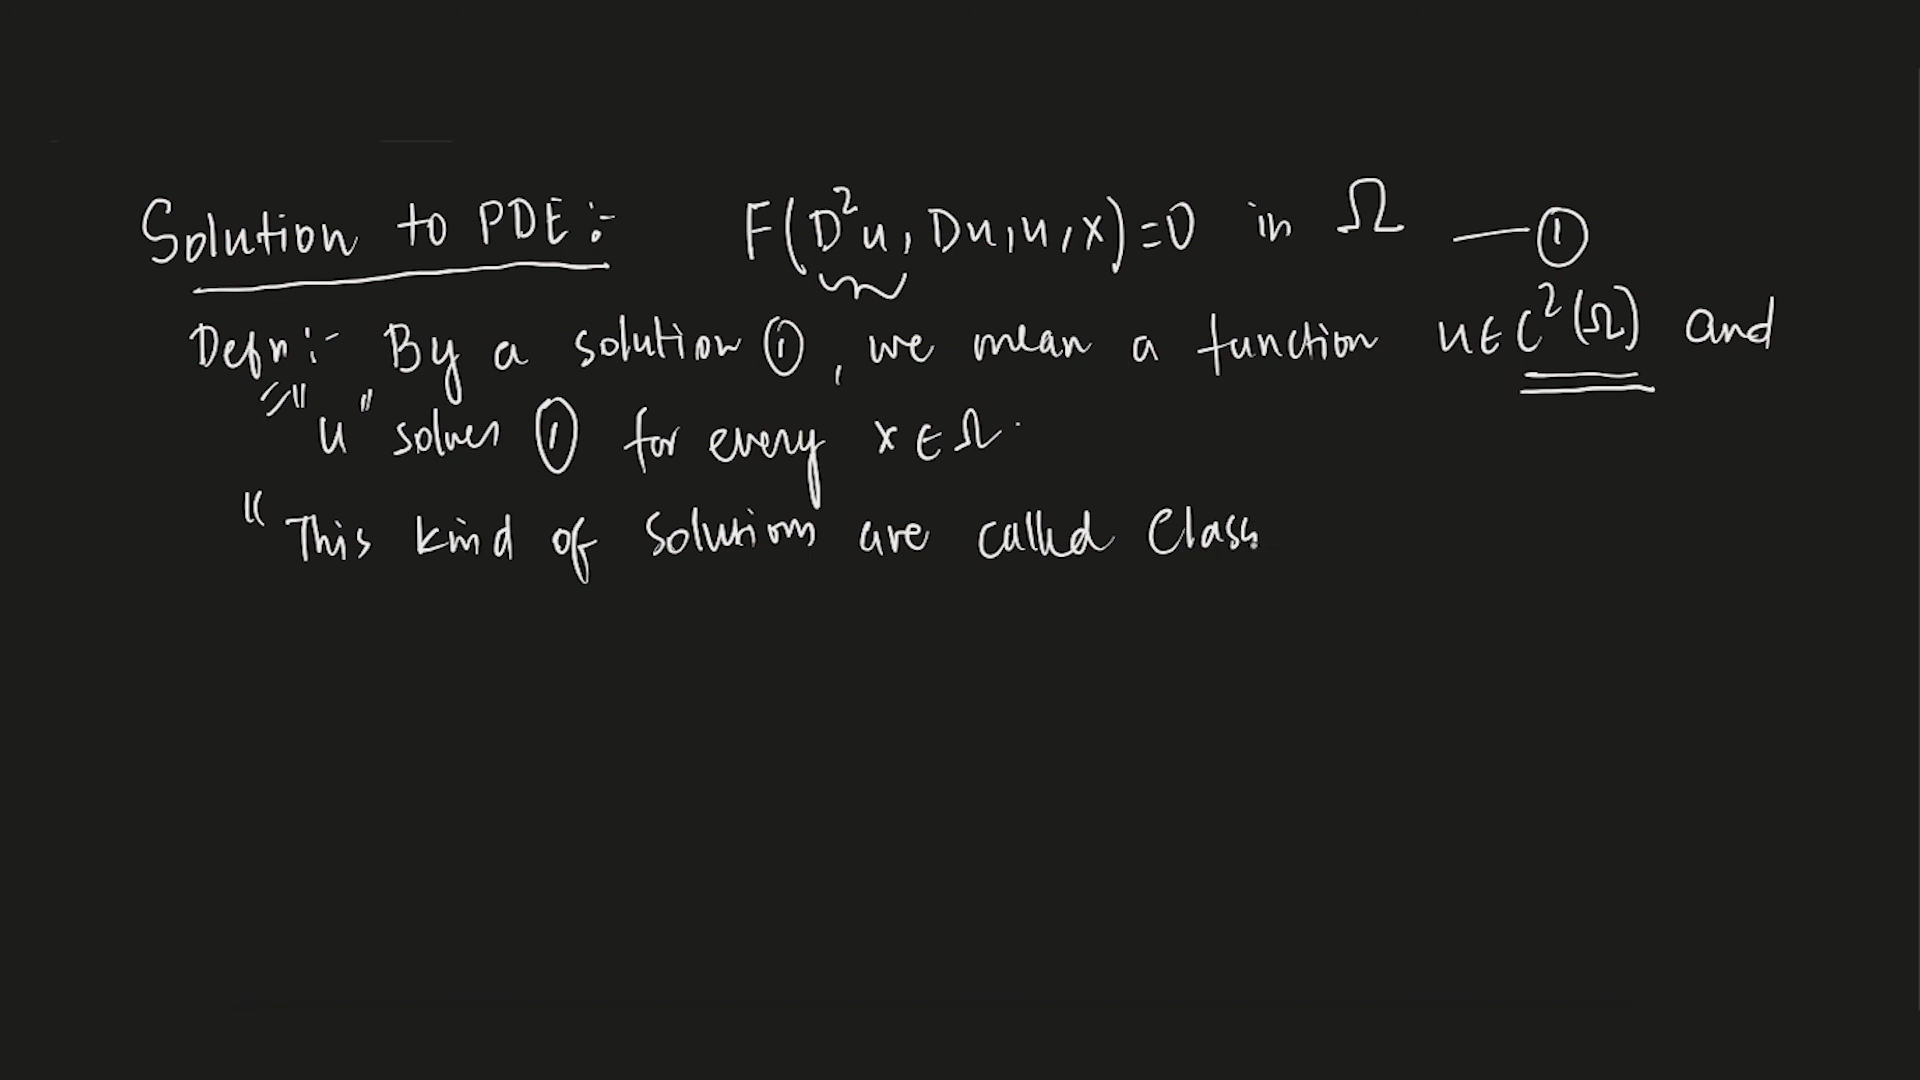 Solution to PDE :- F(D²u, Du, u, x) = 0 in Ω — ①
Defn :- By a solution ①, we mean a function u ∈ C²(Ω) and
"u" solves ① for every x ∈ Ω.
"This kind of solutions are called Class